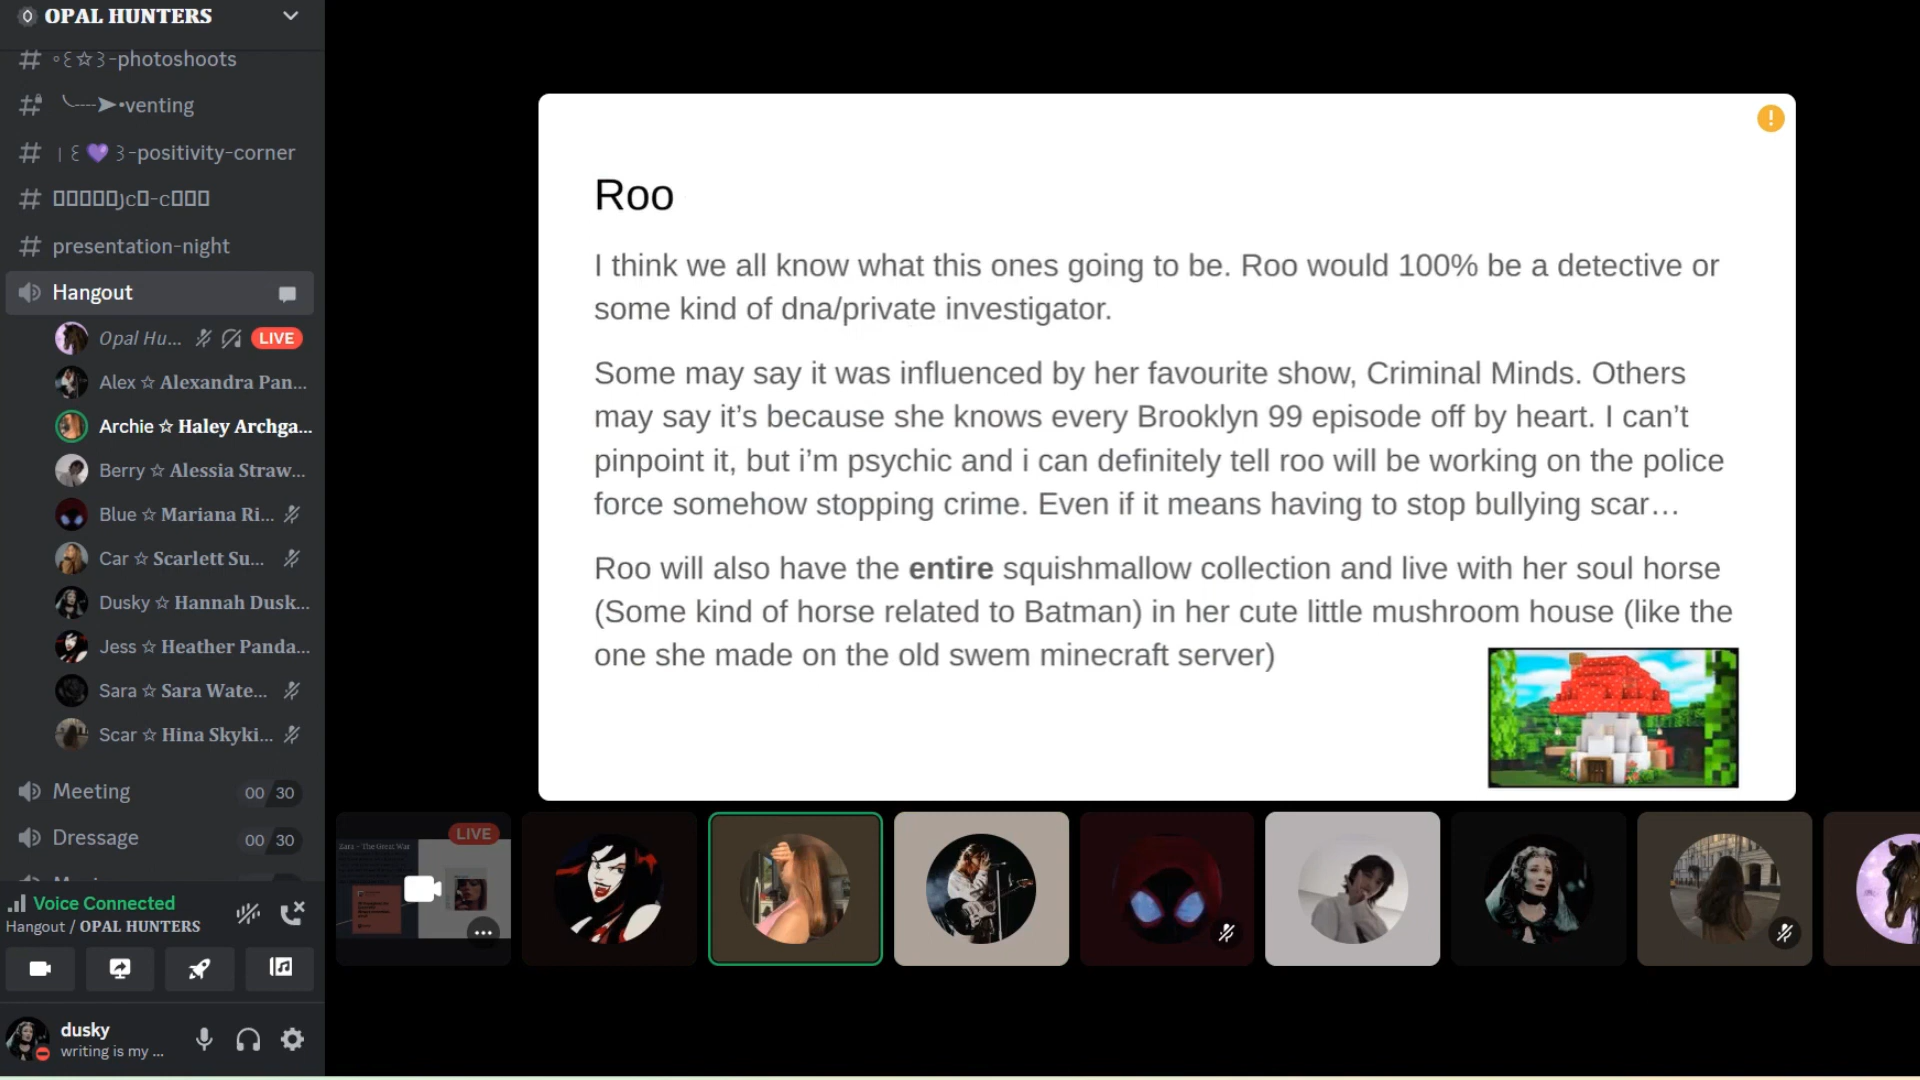 OPAL HUNTERS
-photoshoots
venting
-positivity-corner
presentation-night
Hangout
Opal Hu... LIVE
Alex ☆ Alexandra Pan...
Archie ☆ Haley Archga...
Berry ☆ Alessia Straw...
Blue ☆ Mariana Ri...
Car ☆ Scarlett Su...
Dusky ☆ Hannah Dusk...
Jess ☆ Heather Panda...
Sara ☆ Sara Wate...
Scar ☆ Hina Skyki...
Meeting 00 30
Dressage 00 30
Voice Connected
Hangout / OPAL HUNTERS
dusky
writing is my ...
Roo
I think we all know what this ones going to be. Roo would 100% be a detective or
some kind of dna/private investigator.
Some may say it was influenced by her favourite show, Criminal Minds. Others
may say it’s because she knows every Brooklyn 99 episode off by heart. I can’t
pinpoint it, but i’m psychic and i can definitely tell roo will be working on the police
force somehow stopping crime. Even if it means having to stop bullying scar…
Roo will also have the entire squishmallow collection and live with her soul horse
(Some kind of horse related to Batman) in her cute little mushroom house (like the
one she made on the old swem minecraft server)
LIVE
Zara – The Great War